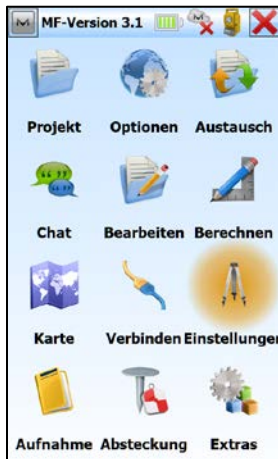 MF-Version 3.1
Projekt Optionen Austausch
Chat Bearbeiten Berechnen
Karte Verbinden Einstellungen
Aufnahme Absteckung Extras